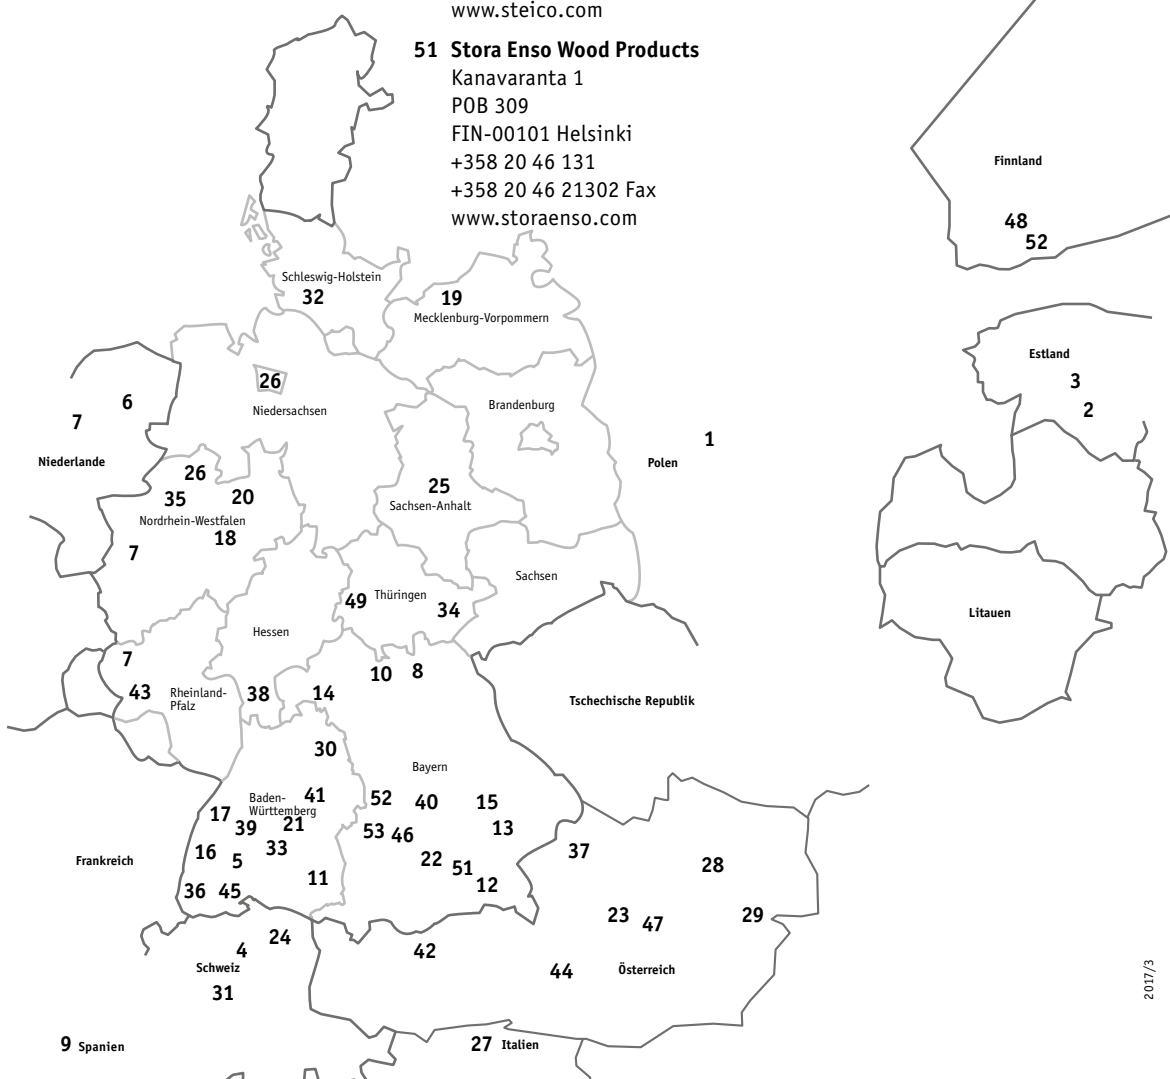 www.steico.com
51 Stora Enso Wood Products
Kanavaranta 1
POB 309
FIN-00101 Helsinki
+358 20 46 131
+358 20 46 21302 Fax
www.storaenso.com
Finnland
48
52
Schleswig-Holstein
32
19
Mecklenburg-Vorpommern
Estland
3
2
26
Niedersachsen
6
7
Niederlande
Brandenburg
1
Polen
26
35
20
Nordrhein-Westfalen
18
7
25
Sachsen-Anhalt
Sachsen
49
Thüringen
34
Litauen
Hessen
7
43
Rheinland-
Pfalz
38
14
10
8
Tschechische Republik
30
Bayern
41
Baden-
Württemberg
17
39
21
33
16
5
11
36
45
52
40
15
53
46
13
22
51
12
Frankreich
37
28
23
47
29
24
4
Schweiz
31
42
44
Österreich
9 Spanien
27 Italien
2017/3